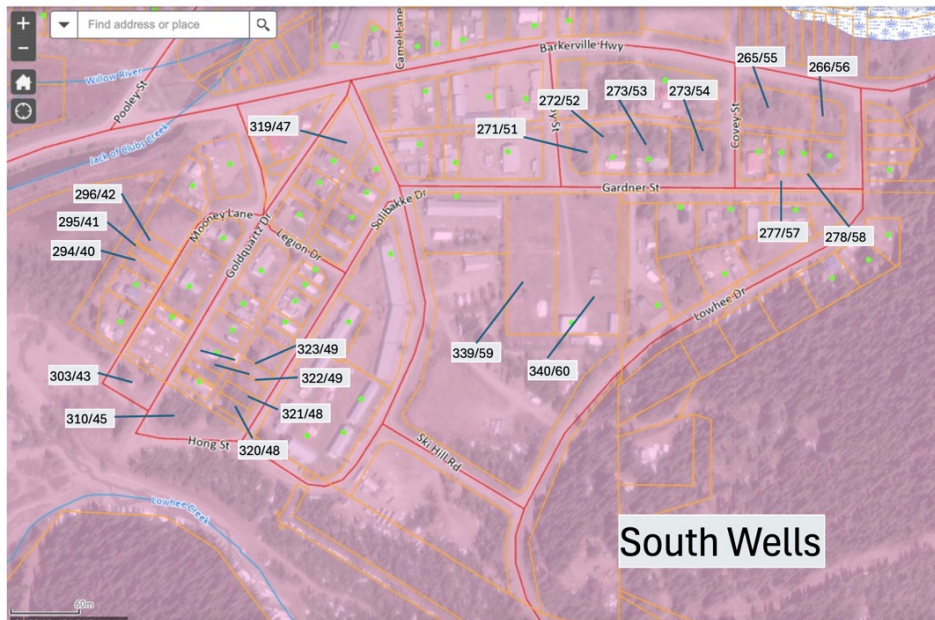 +
Find address or place
−
Camel Lane
Barkerville Hwy
Willow River
Pooley St
265/55
266/56
273/53
273/54
272/52
271/51
319/47
Covey St
Jack of Clubs Creek
Gardner St
296/42
295/41
294/40
Mooney Lane
Goldquartz Dr
Legion Dr
Sollbakke Dr
277/57
278/58
Lowhee Dr
339/59
340/60
323/49
322/49
321/48
320/48
303/43
310/45
Hong St
Ski Hill Rd
Lowhee Creek
South Wells
60m